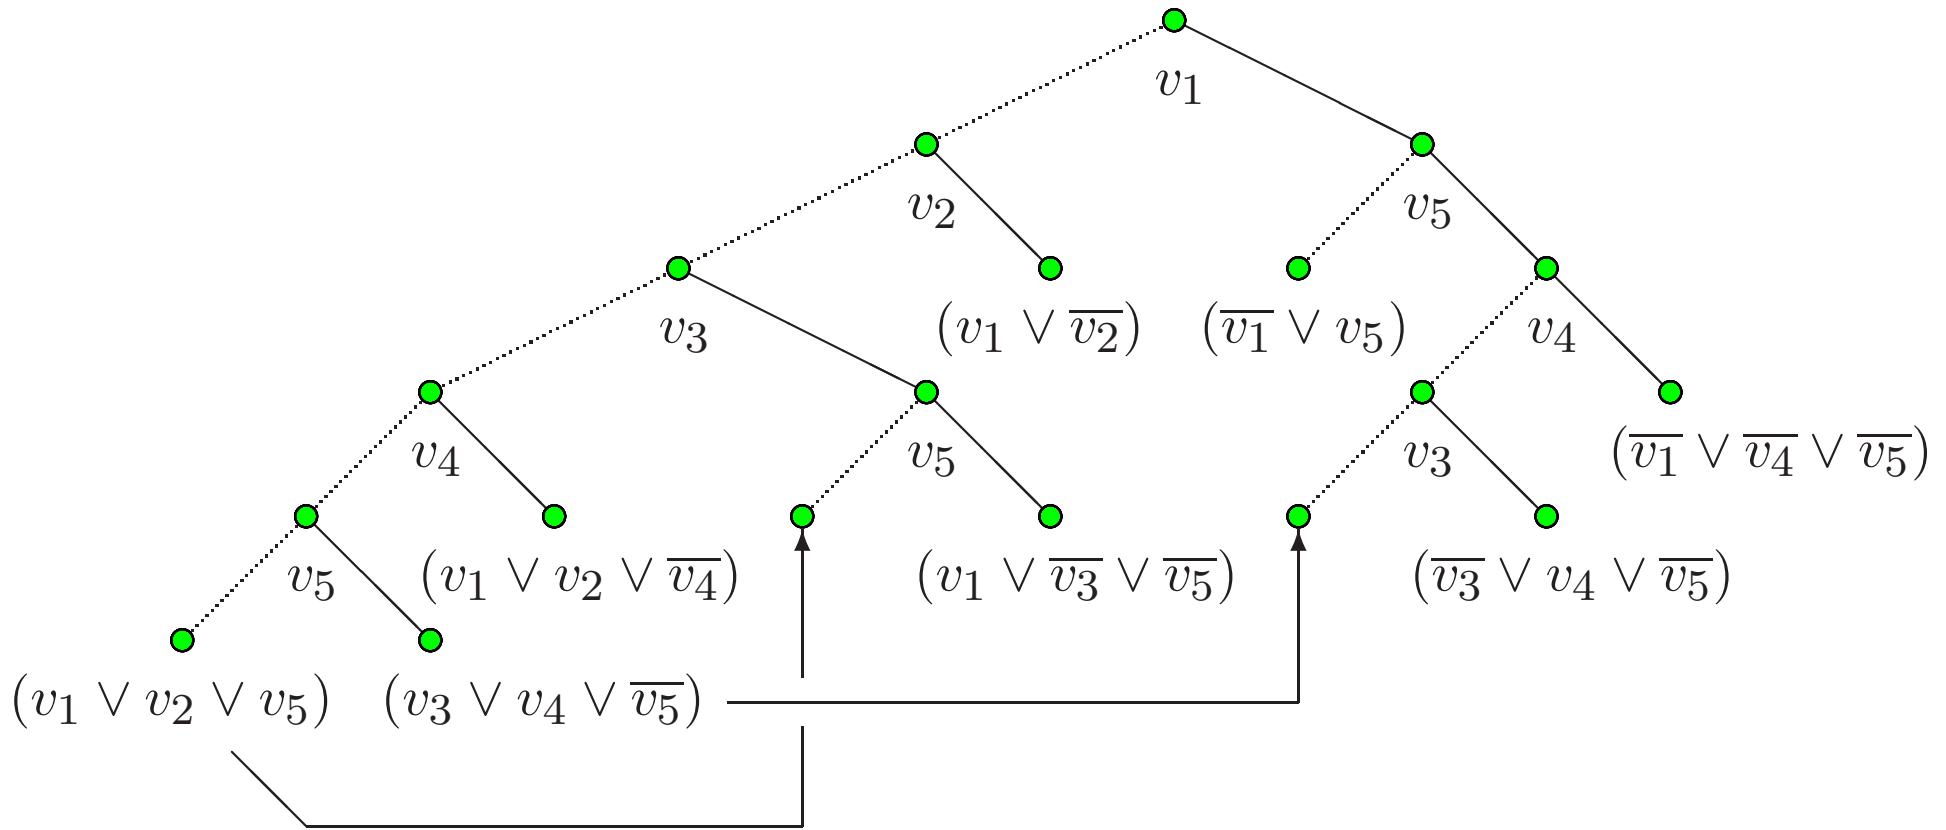 v₁
v₂ v₅
v₃ (v₁ ∨ v̅₂) (v̅₁ ∨ v₅) v₄
v₄ v₅ v₃ (v̅₁ ∨ v̅₄ ∨ v̅₅)
v₅ (v₁ ∨ v₂ ∨ v̅₄) (v₁ ∨ v̅₃ ∨ v̅₅) (v̅₃ ∨ v₄ ∨ v̅₅)
(v₁ ∨ v₂ ∨ v₅) (v₃ ∨ v₄ ∨ v̅₅)